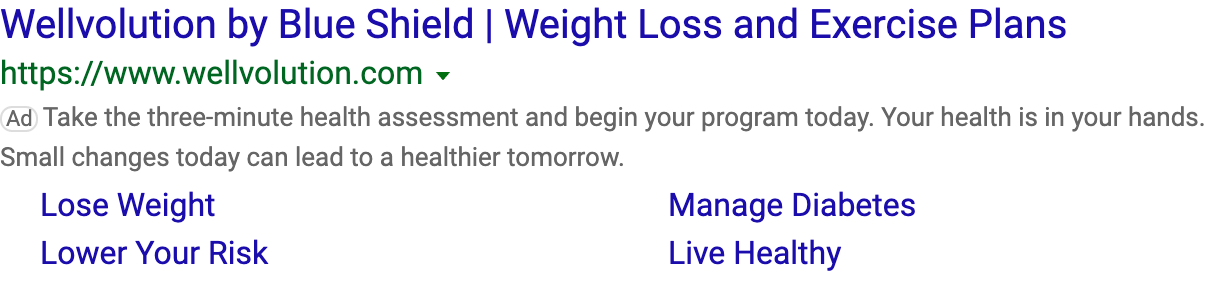 Wellvolution by Blue Shield | Weight Loss and Exercise Plans
https://www.wellvolution.com
Ad Take the three-minute health assessment and begin your program today. Your health is in your hands.
Small changes today can lead to a healthier tomorrow.
Lose Weight Manage Diabetes
Lower Your Risk Live Healthy